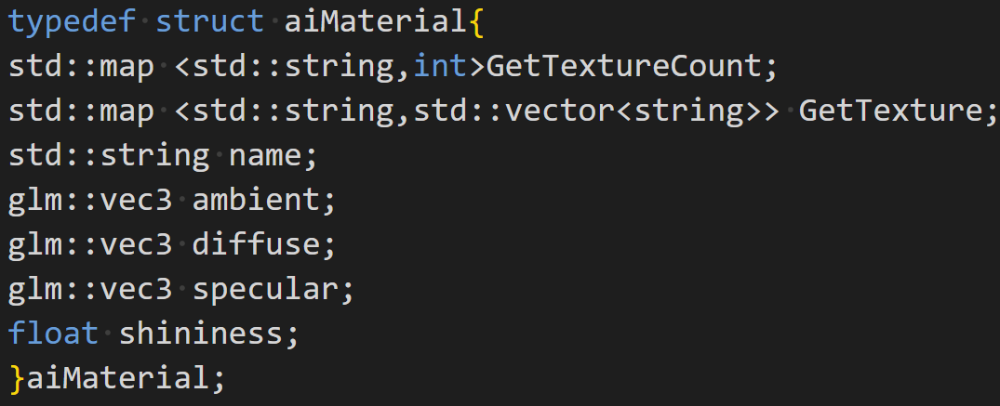 typedef struct aiMaterial{
std::map <std::string,int>GetTextureCount;
std::map <std::string,std::vector<string>> GetTexture;
std::string name;
glm::vec3 ambient;
glm::vec3 diffuse;
glm::vec3 specular;
float shininess;
}aiMaterial;